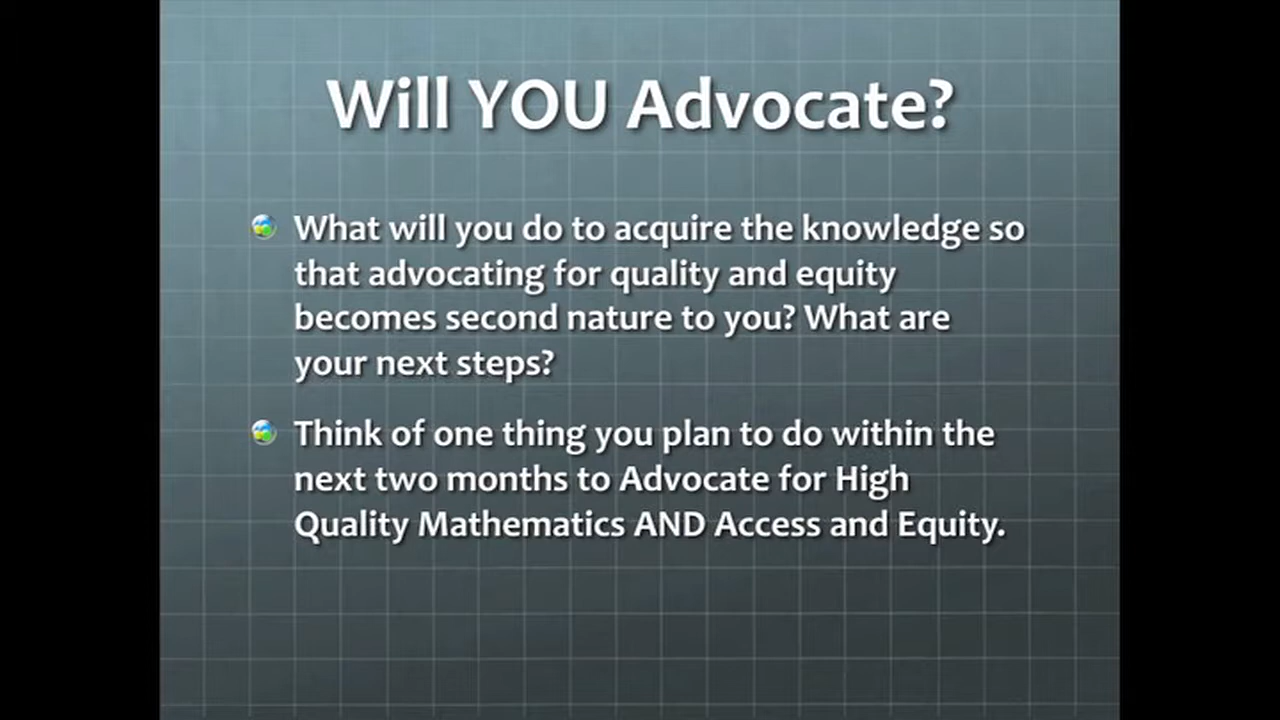 Will YOU Advocate?
What will you do to acquire the knowledge so
that advocating for quality and equity
becomes second nature to you? What are
your next steps?
Think of one thing you plan to do within the
next two months to Advocate for High
Quality Mathematics AND Access and Equity.